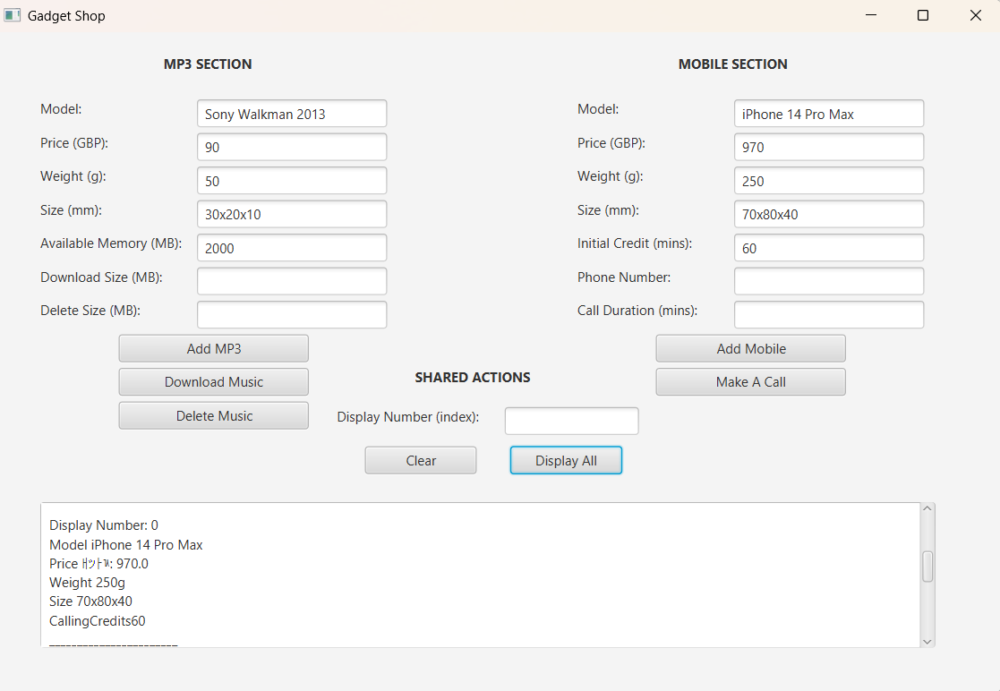 Gadget Shop
MP3 SECTION
MOBILE SECTION
Model: Sony Walkman 2013
Price (GBP): 90
Weight (g): 50
Size (mm): 30x20x10
Available Memory (MB): 2000
Download Size (MB):
Delete Size (MB):
Add MP3
Download Music
Delete Music
Model: iPhone 14 Pro Max
Price (GBP): 970
Weight (g): 250
Size (mm): 70x80x40
Initial Credit (mins): 60
Phone Number:
Call Duration (mins):
Add Mobile
Make A Call
SHARED ACTIONS
Display Number (index):
Clear
Display All
Display Number: 0
Model iPhone 14 Pro Max
Price : 970.0
Weight 250g
Size 70x80x40
CallingCredits60
________________________